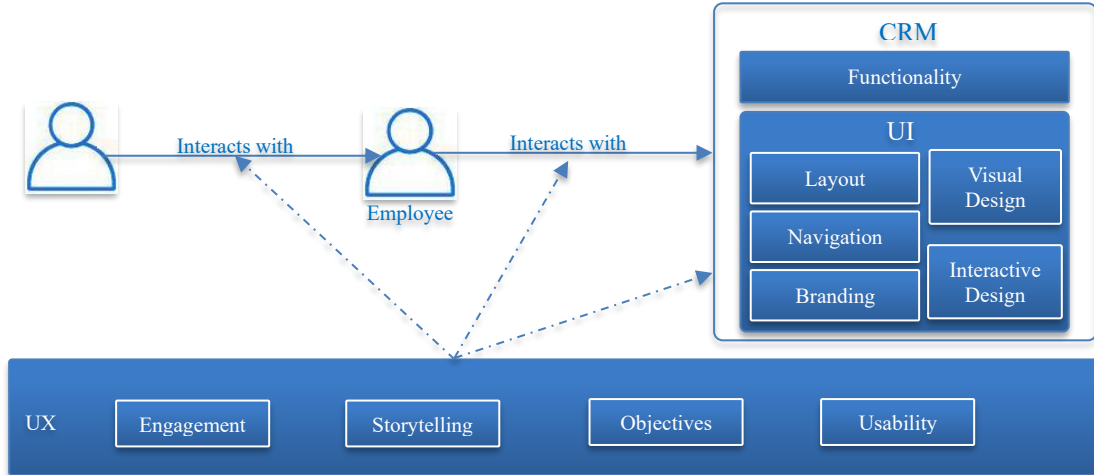 CRM
Functionality
UI
Interacts with
Interacts with
Employee
Layout
Visual
Design
Navigation
Interactive
Design
Branding
UX
Engagement
Storytelling
Objectives
Usability